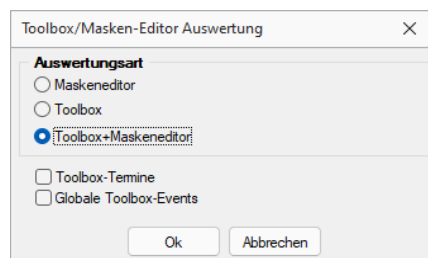 Toolbox/Masken-Editor Auswertung
Auswertungsart
Maskeneditor
Toolbox
Toolbox+Maskeneditor
Toolbox-Termine
Globale Toolbox-Events
Ok Abbrechen